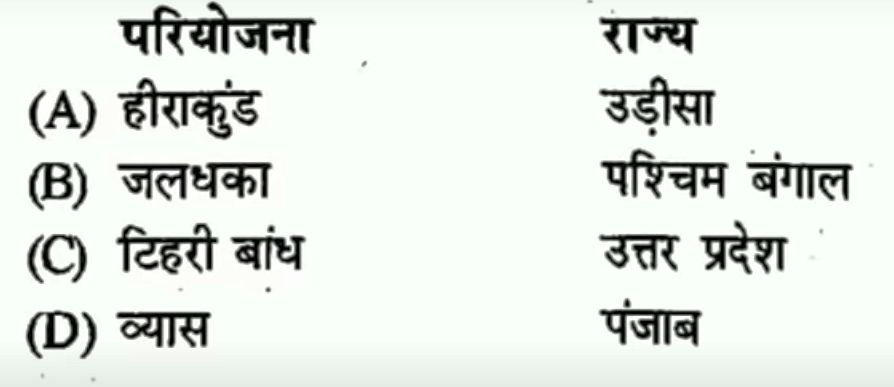 परियोजना राज्य
(A) हीराकुंड उड़ीसा
(B) जलधका पश्चिम बंगाल
(C) टिहरी बांध उत्तर प्रदेश
(D) व्यास पंजाब